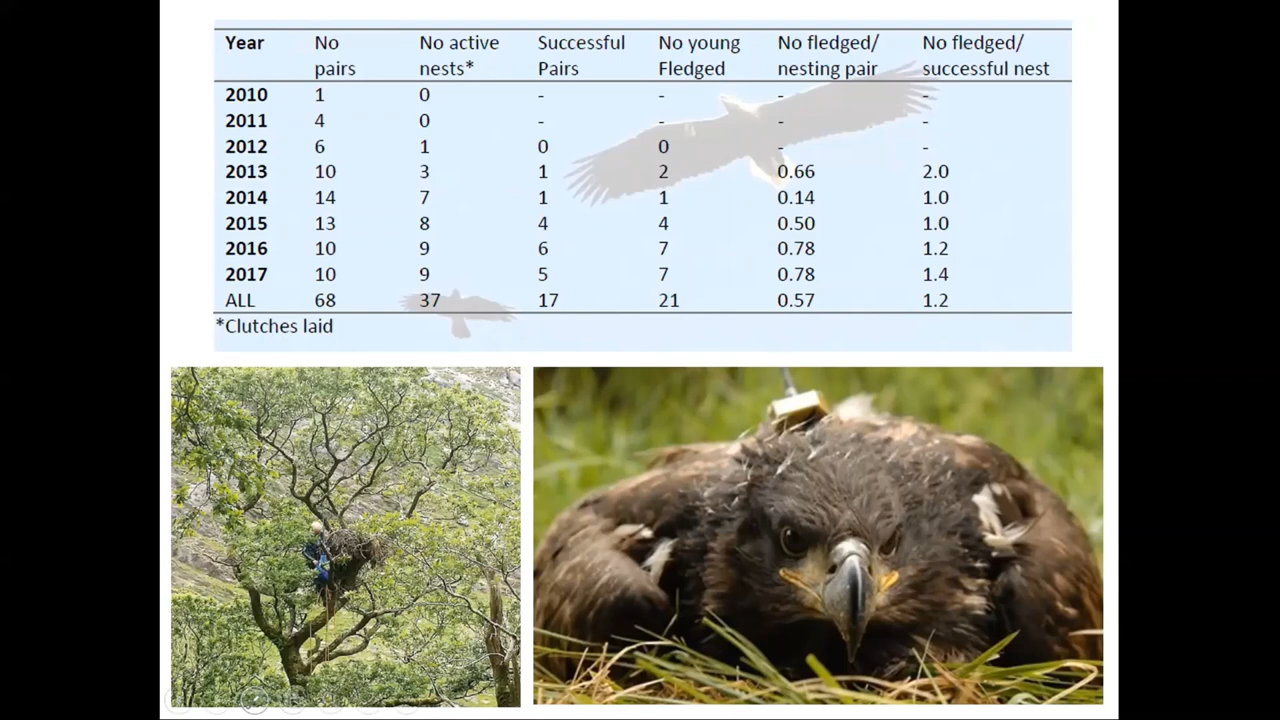 Year No pairs No active nests* Successful Pairs No young Fledged No fledged/ nesting pair No fledged/ successful nest
2010 1 0 - - - -
2011 4 0 - - - -
2012 6 1 0 0 - -
2013 10 3 1 2 0.66 2.0
2014 14 7 1 1 0.14 1.0
2015 13 8 4 4 0.50 1.0
2016 10 9 6 7 0.78 1.2
2017 10 9 5 7 0.78 1.4
ALL 68 37 17 21 0.57 1.2
*Clutches laid